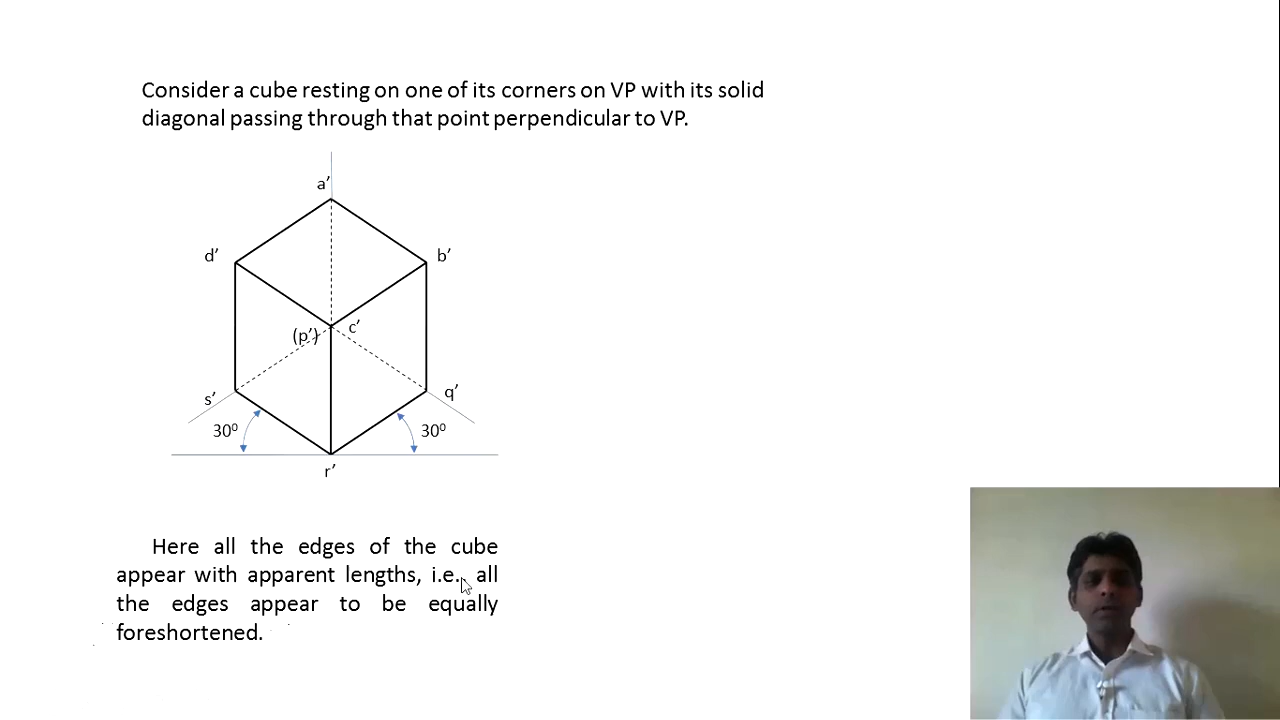 Consider a cube resting on one of its corners on VP with its solid
diagonal passing through that point perpendicular to VP.
a’
d’
b’
(p’)
c’
s’
q’
30⁰
30⁰
r’
Here all the edges of the cube
appear with apparent lengths, i.e., all
the edges appear to be equally
foreshortened.